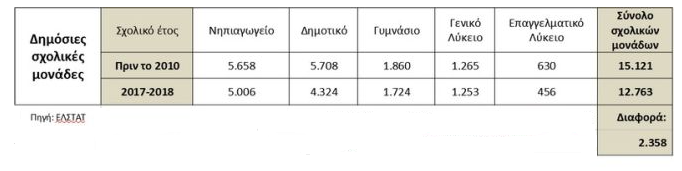 Δημόσιες σχολικές μονάδες
Σχολικό έτος Νηπιαγωγείο Δημοτικό Γυμνάσιο Γενικό Λύκειο Επαγγελματικό Λύκειο Σύνολο σχολικών μονάδων
Πριν το 2010 5.658 5.708 1.860 1.265 630 15.121
2017-2018 5.006 4.324 1.724 1.253 456 12.763
Πηγή: ΕΛΣΤΑΤ Διαφορά:
2.358